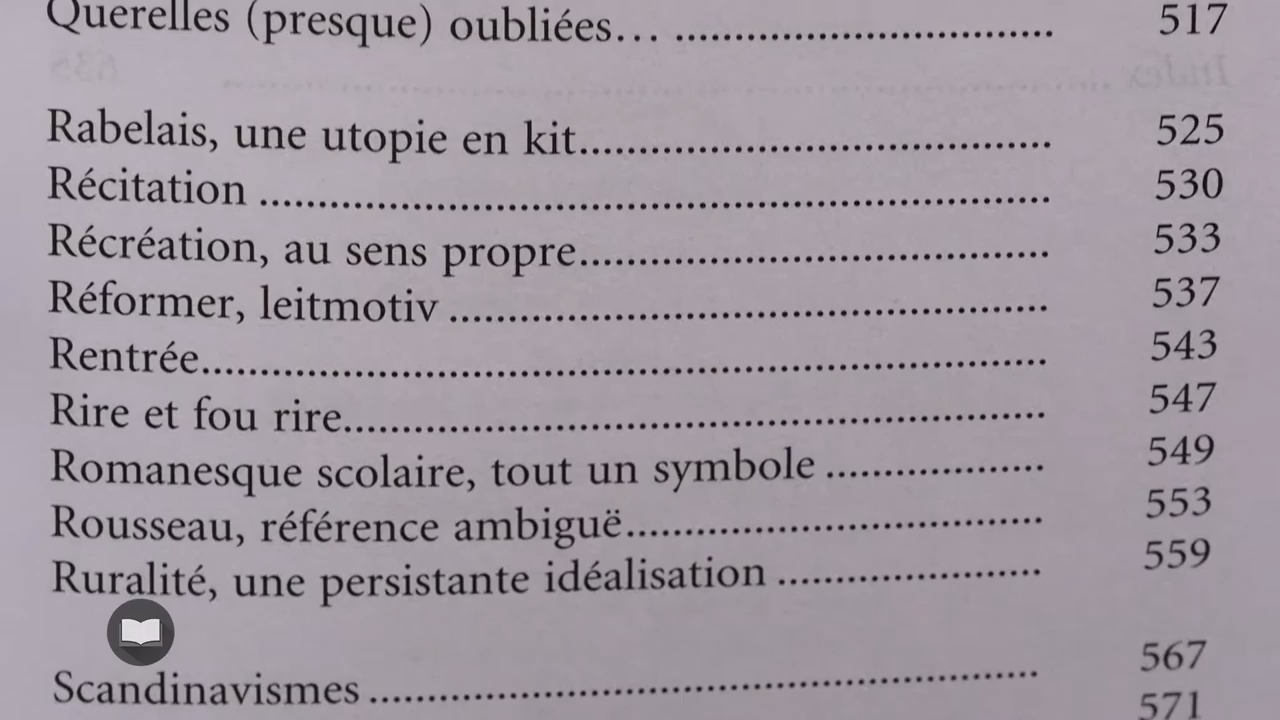 Querelles (presque) oubliées... .............................. 517
Rabelais, une utopie en kit....................................... 525
Récitation ................................................................. 530
Récréation, au sens propre....................................... 533
Réformer, leitmotiv .................................................. 537
Rentrée...................................................................... 543
Rire et fou rire........................................................... 547
Romanesque scolaire, tout un symbole .................. 549
Rousseau, référence ambiguë................................... 553
Ruralité, une persistante idéalisation ...................... 559
Scandinavismes ........................................................ 567
571